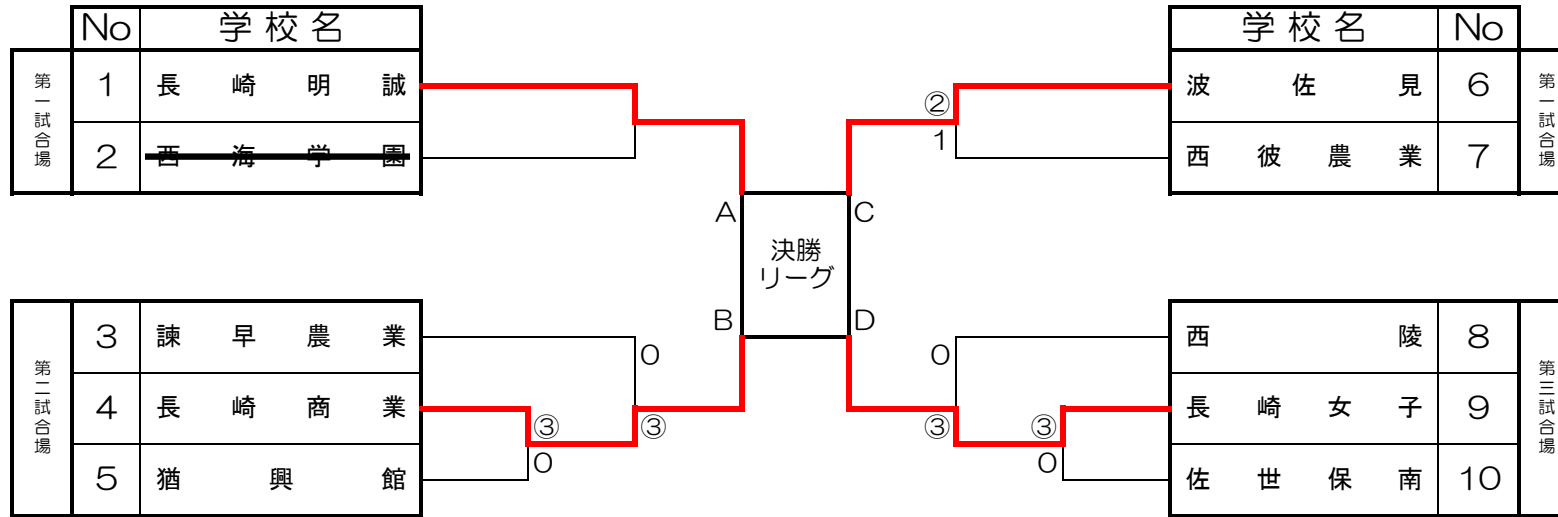 No 学校名
第一試合場
1 長崎明誠
2 西海学園
第二試合場
3 諫早農業
4 長崎商業
5 猶興館
0
③
0
③
A
C
B
D
決勝
リーグ
②
1
0
③
③
0
学校名 No
波佐見 6
西彼農業 7
第一試合場
西陵 8
長崎女子 9
佐世保南 10
第三試合場